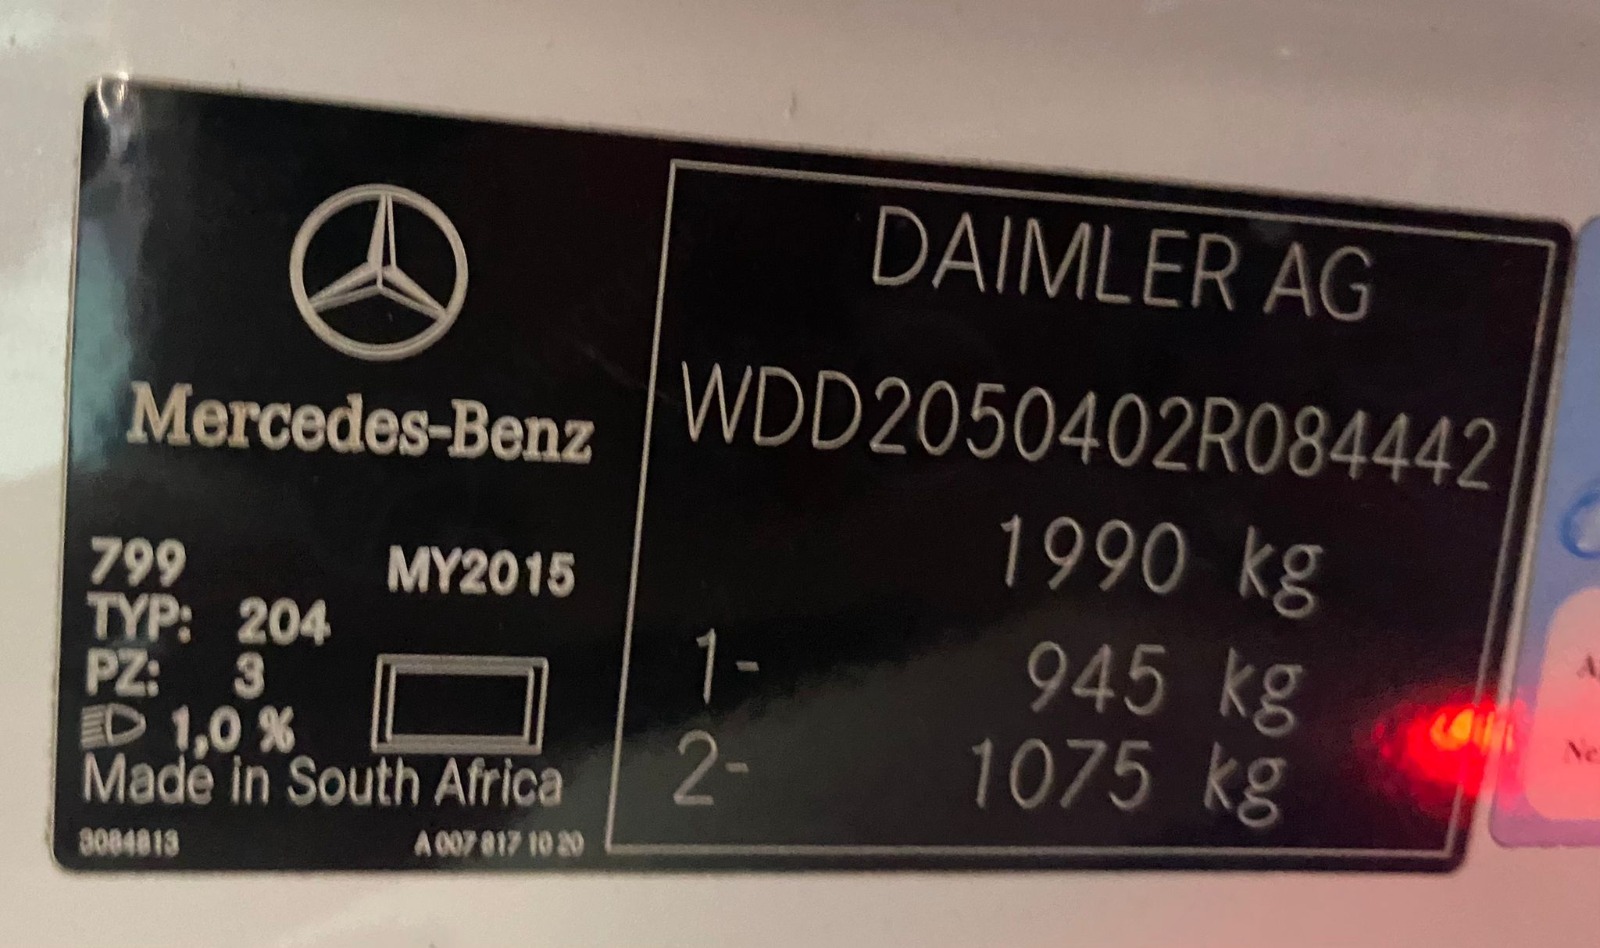 Mercedes-Benz
799 MY2015
TYP: 204
PZ: 3
1,0 %
Made in South Africa
3084813 A 007 817 10 20
DAIMLER AG
WDD2050402R084442
1990 kg
1- 945 kg
2- 1075 kg